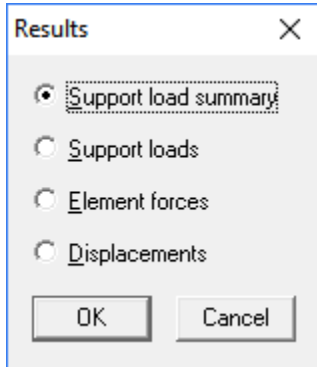 Results
Support load summary
Support loads
Element forces
Displacements
OK Cancel